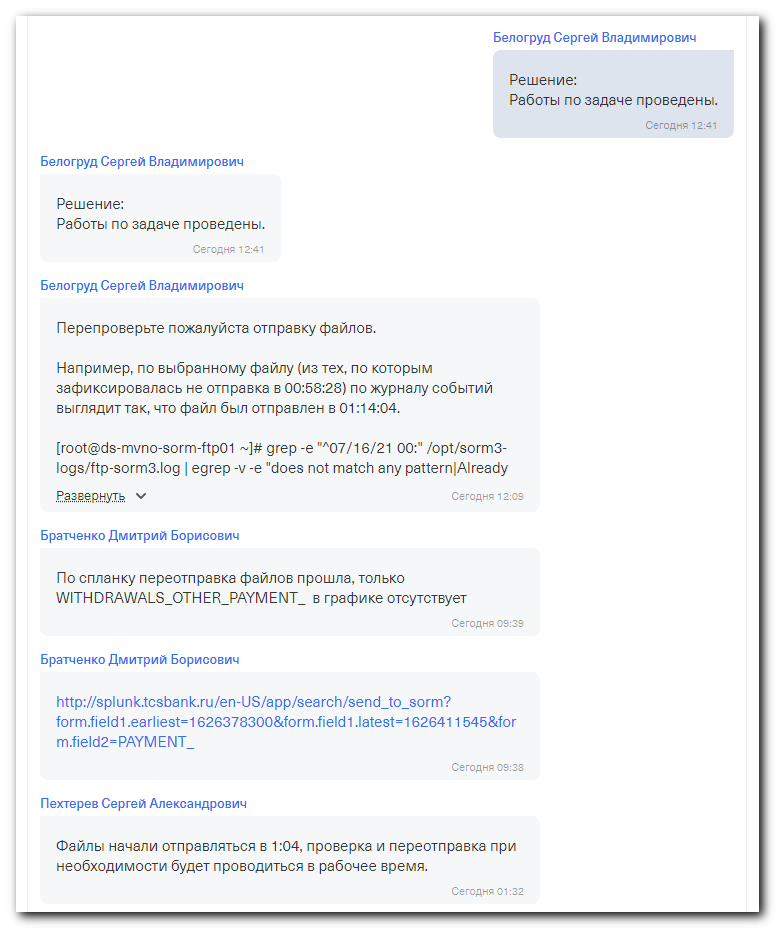 Белогруд Сергей Владимирович
Решение:
Работы по задаче проведены.
Сегодня 12:41
Белогруд Сергей Владимирович
Решение:
Работы по задаче проведены.
Сегодня 12:41
Белогруд Сергей Владимирович
Перепроверьте пожалуйста отправку файлов.
Например, по выбранному файлу (из тех, по которым
зафиксировалась не отправка в 00:58:28) по журналу событий
выглядит так, что файл был отправлен в 01:14:04.
[root@ds-mvno-sorm-ftp01 ~]# grep -e "^07/16/21 00:" /opt/sorm3-
logs/ftp-sorm3.log | egrep -v -e "does not match any pattern|Already
Развернуть
Сегодня 12:09
Братченко Дмитрий Борисович
По спланку переотправка файлов прошла, только
WITHDRAWALS_OTHER_PAYMENT_ в графике отсутствует
Сегодня 09:39
Братченко Дмитрий Борисович
http://splunk.tcsbank.ru/en-US/app/search/send_to_sorm?
form.field1.earliest=1626378300&form.field1.latest=1626411545&for
m.field2=PAYMENT_
Сегодня 09:38
Пехтерев Сергей Александрович
Файлы начали отправляться в 1:04, проверка и переотправка при
необходимости будет проводиться в рабочее время.
Сегодня 01:32